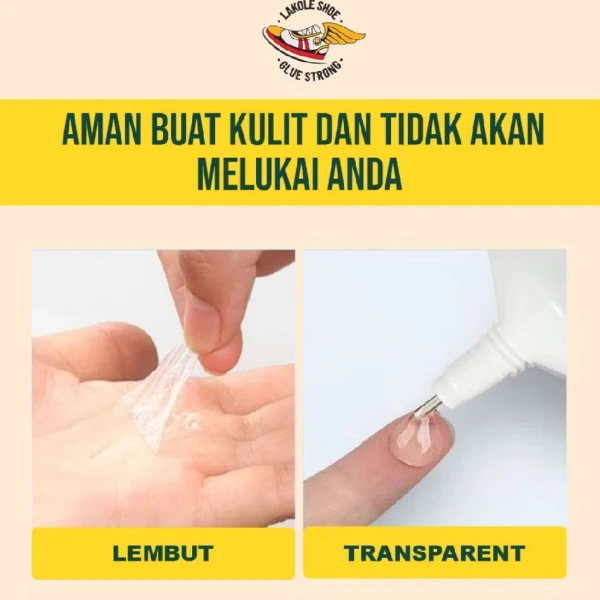 LAKOLE SHOE
GLUE STRONG
AMAN BUAT KULIT DAN TIDAK AKAN
MELUKAI ANDA
LEMBUT
TRANSPARENT